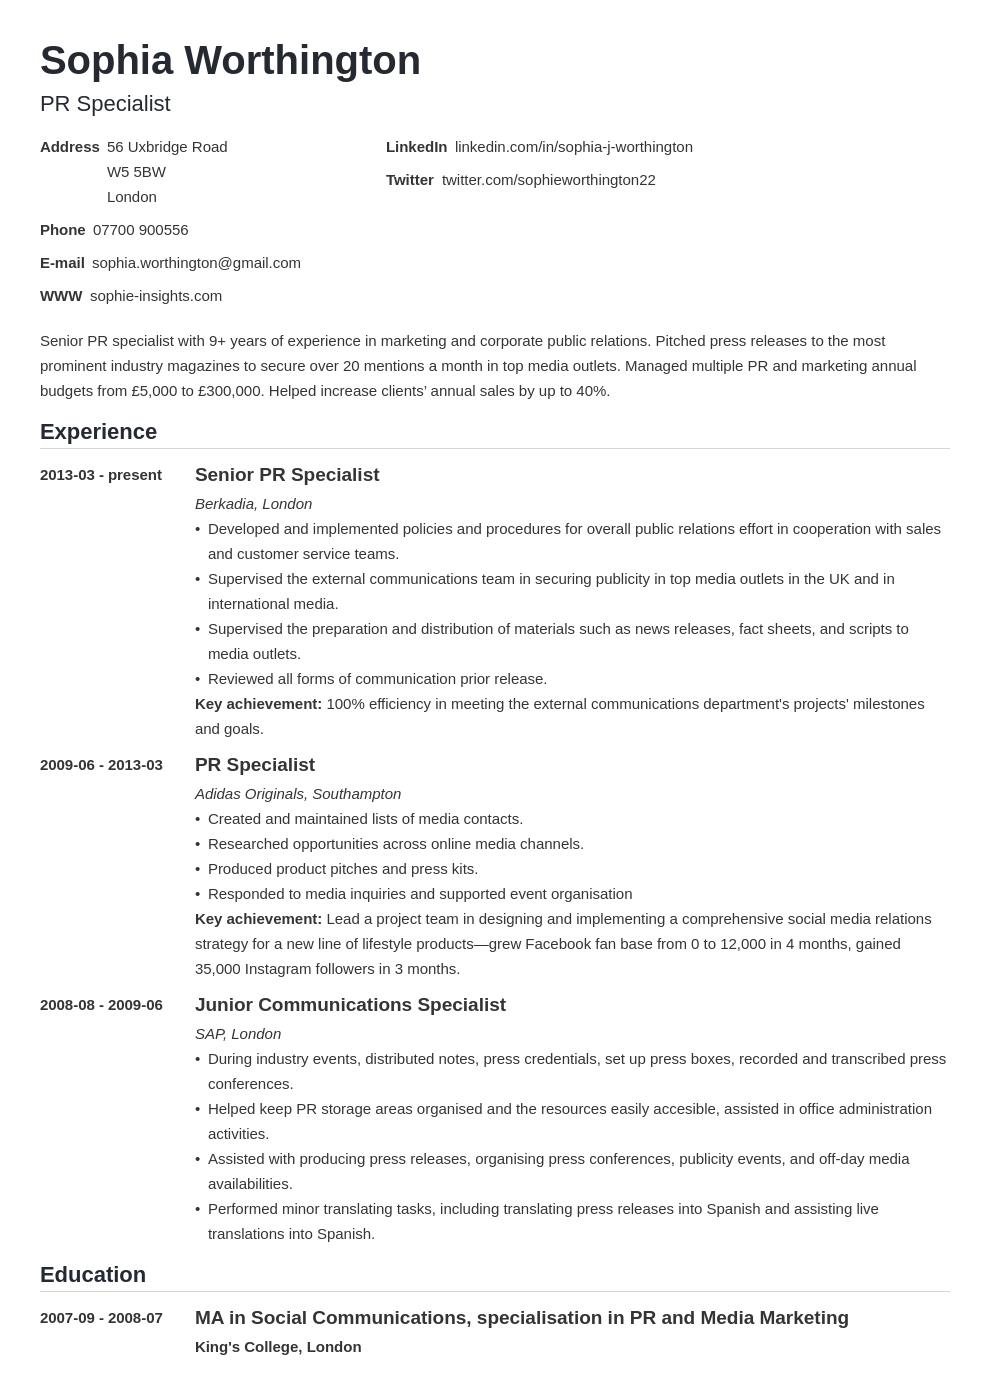 Sophia Worthington
PR Specialist
Address 56 Uxbridge Road
W5 5BW
London
Phone 07700 900556
E-mail sophia.worthington@gmail.com
WWW sophie-insights.com
LinkedIn linkedin.com/in/sophia-j-worthington
Twitter twitter.com/sophieworthington22
Senior PR specialist with 9+ years of experience in marketing and corporate public relations. Pitched press releases to the most
prominent industry magazines to secure over 20 mentions a month in top media outlets. Managed multiple PR and marketing annual
budgets from £5,000 to £300,000. Helped increase clients’ annual sales by up to 40%.
Experience
2013-03 - present
Senior PR Specialist
Berkadia, London
• Developed and implemented policies and procedures for overall public relations effort in cooperation with sales
and customer service teams.
• Supervised the external communications team in securing publicity in top media outlets in the UK and in
international media.
• Supervised the preparation and distribution of materials such as news releases, fact sheets, and scripts to
media outlets.
• Reviewed all forms of communication prior release.
Key achievement: 100% efficiency in meeting the external communications department's projects' milestones
and goals.
2009-06 - 2013-03
PR Specialist
Adidas Originals, Southampton
• Created and maintained lists of media contacts.
• Researched opportunities across online media channels.
• Produced product pitches and press kits.
• Responded to media inquiries and supported event organisation
Key achievement: Lead a project team in designing and implementing a comprehensive social media relations
strategy for a new line of lifestyle products—grew Facebook fan base from 0 to 12,000 in 4 months, gained
35,000 Instagram followers in 3 months.
2008-08 - 2009-06
Junior Communications Specialist
SAP, London
• During industry events, distributed notes, press credentials, set up press boxes, recorded and transcribed press
conferences.
• Helped keep PR storage areas organised and the resources easily accesible, assisted in office administration
activities.
• Assisted with producing press releases, organising press conferences, publicity events, and off-day media
availabilities.
• Performed minor translating tasks, including translating press releases into Spanish and assisting live
translations into Spanish.
Education
2007-09 - 2008-07
MA in Social Communications, specialisation in PR and Media Marketing
King's College, London